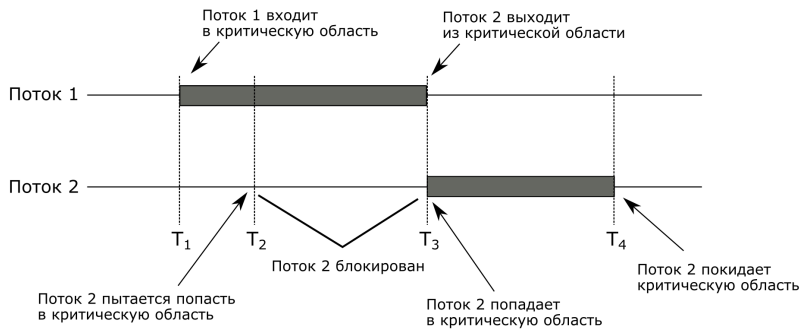 Поток 1 входит
в критическую область
Поток 2 выходит
из критической области
Поток 1
Поток 2
T1
T2
T3
T4
Поток 2 блокирован
Поток 2 пытается попасть
в критическую область
Поток 2 попадает
в критическую область
Поток 2 покидает
критическую область